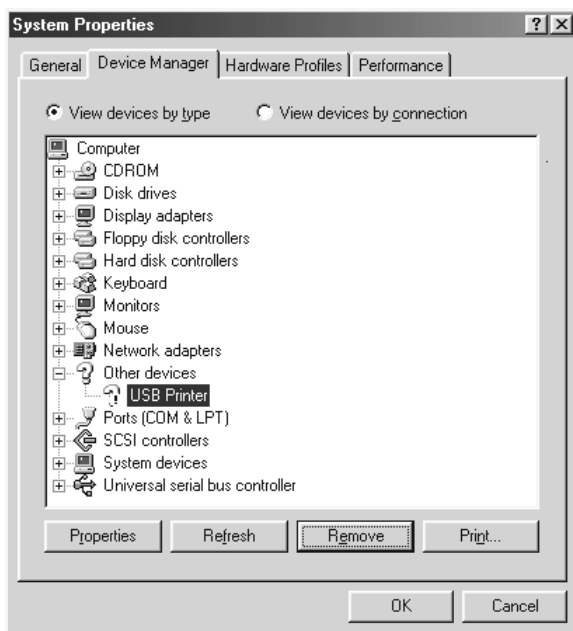 System Properties
General Device Manager Hardware Profiles Performance
View devices by type View devices by connection
Computer
CDROM
Disk drives
Display adapters
Floppy disk controllers
Hard disk controllers
Keyboard
Monitors
Mouse
Network adapters
Other devices
USB Printer
Ports (COM & LPT)
SCSI controllers
System devices
Universal serial bus controller
Properties Refresh Remove Print...
OK Cancel